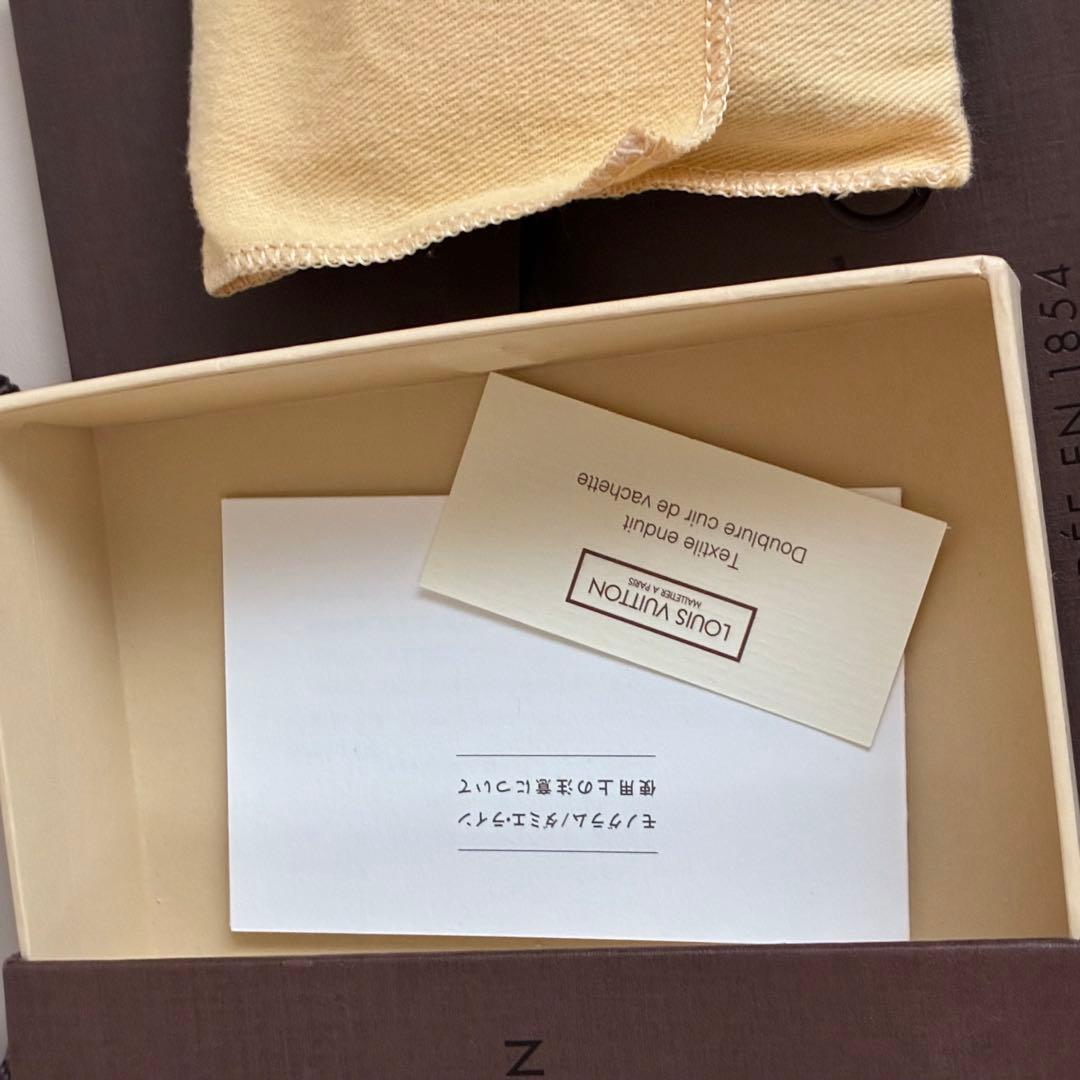 LOUIS VUITTON
MALLETIER A PARIS
Textile enduit
Doublure cuir de vachette
モノグラム/ダミエ・ライン
使用上の注意について
ÉE EN 1854
N